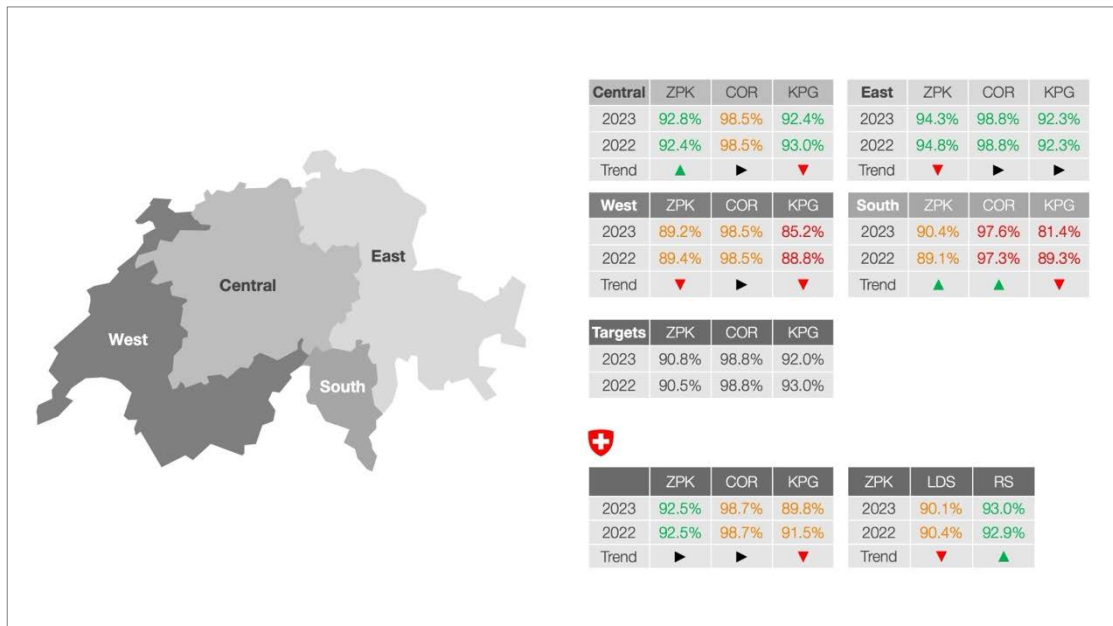 Central ZPK COR KPG
2023 92.8% 98.5% 92.4%
2022 92.4% 98.5% 93.0%
Trend ▲ ► ▼
East ZPK COR KPG
2023 94.3% 98.8% 92.3%
2022 94.8% 98.8% 92.3%
Trend ▼ ► ►
West ZPK COR KPG
2023 89.2% 98.5% 85.2%
2022 89.4% 98.5% 88.8%
Trend ▼ ► ▼
South ZPK COR KPG
2023 90.4% 97.6% 81.4%
2022 89.1% 97.3% 89.3%
Trend ▲ ▲ ▼
East
Central
West
South
Targets ZPK COR KPG
2023 90.8% 98.8% 92.0%
2022 90.5% 98.8% 93.0%
ZPK COR KPG
2023 92.5% 98.7% 89.8%
2022 92.5% 98.7% 91.5%
Trend ► ► ▼
ZPK LDS RS
2023 90.1% 93.0%
2022 90.4% 92.9%
Trend ▼ ▲